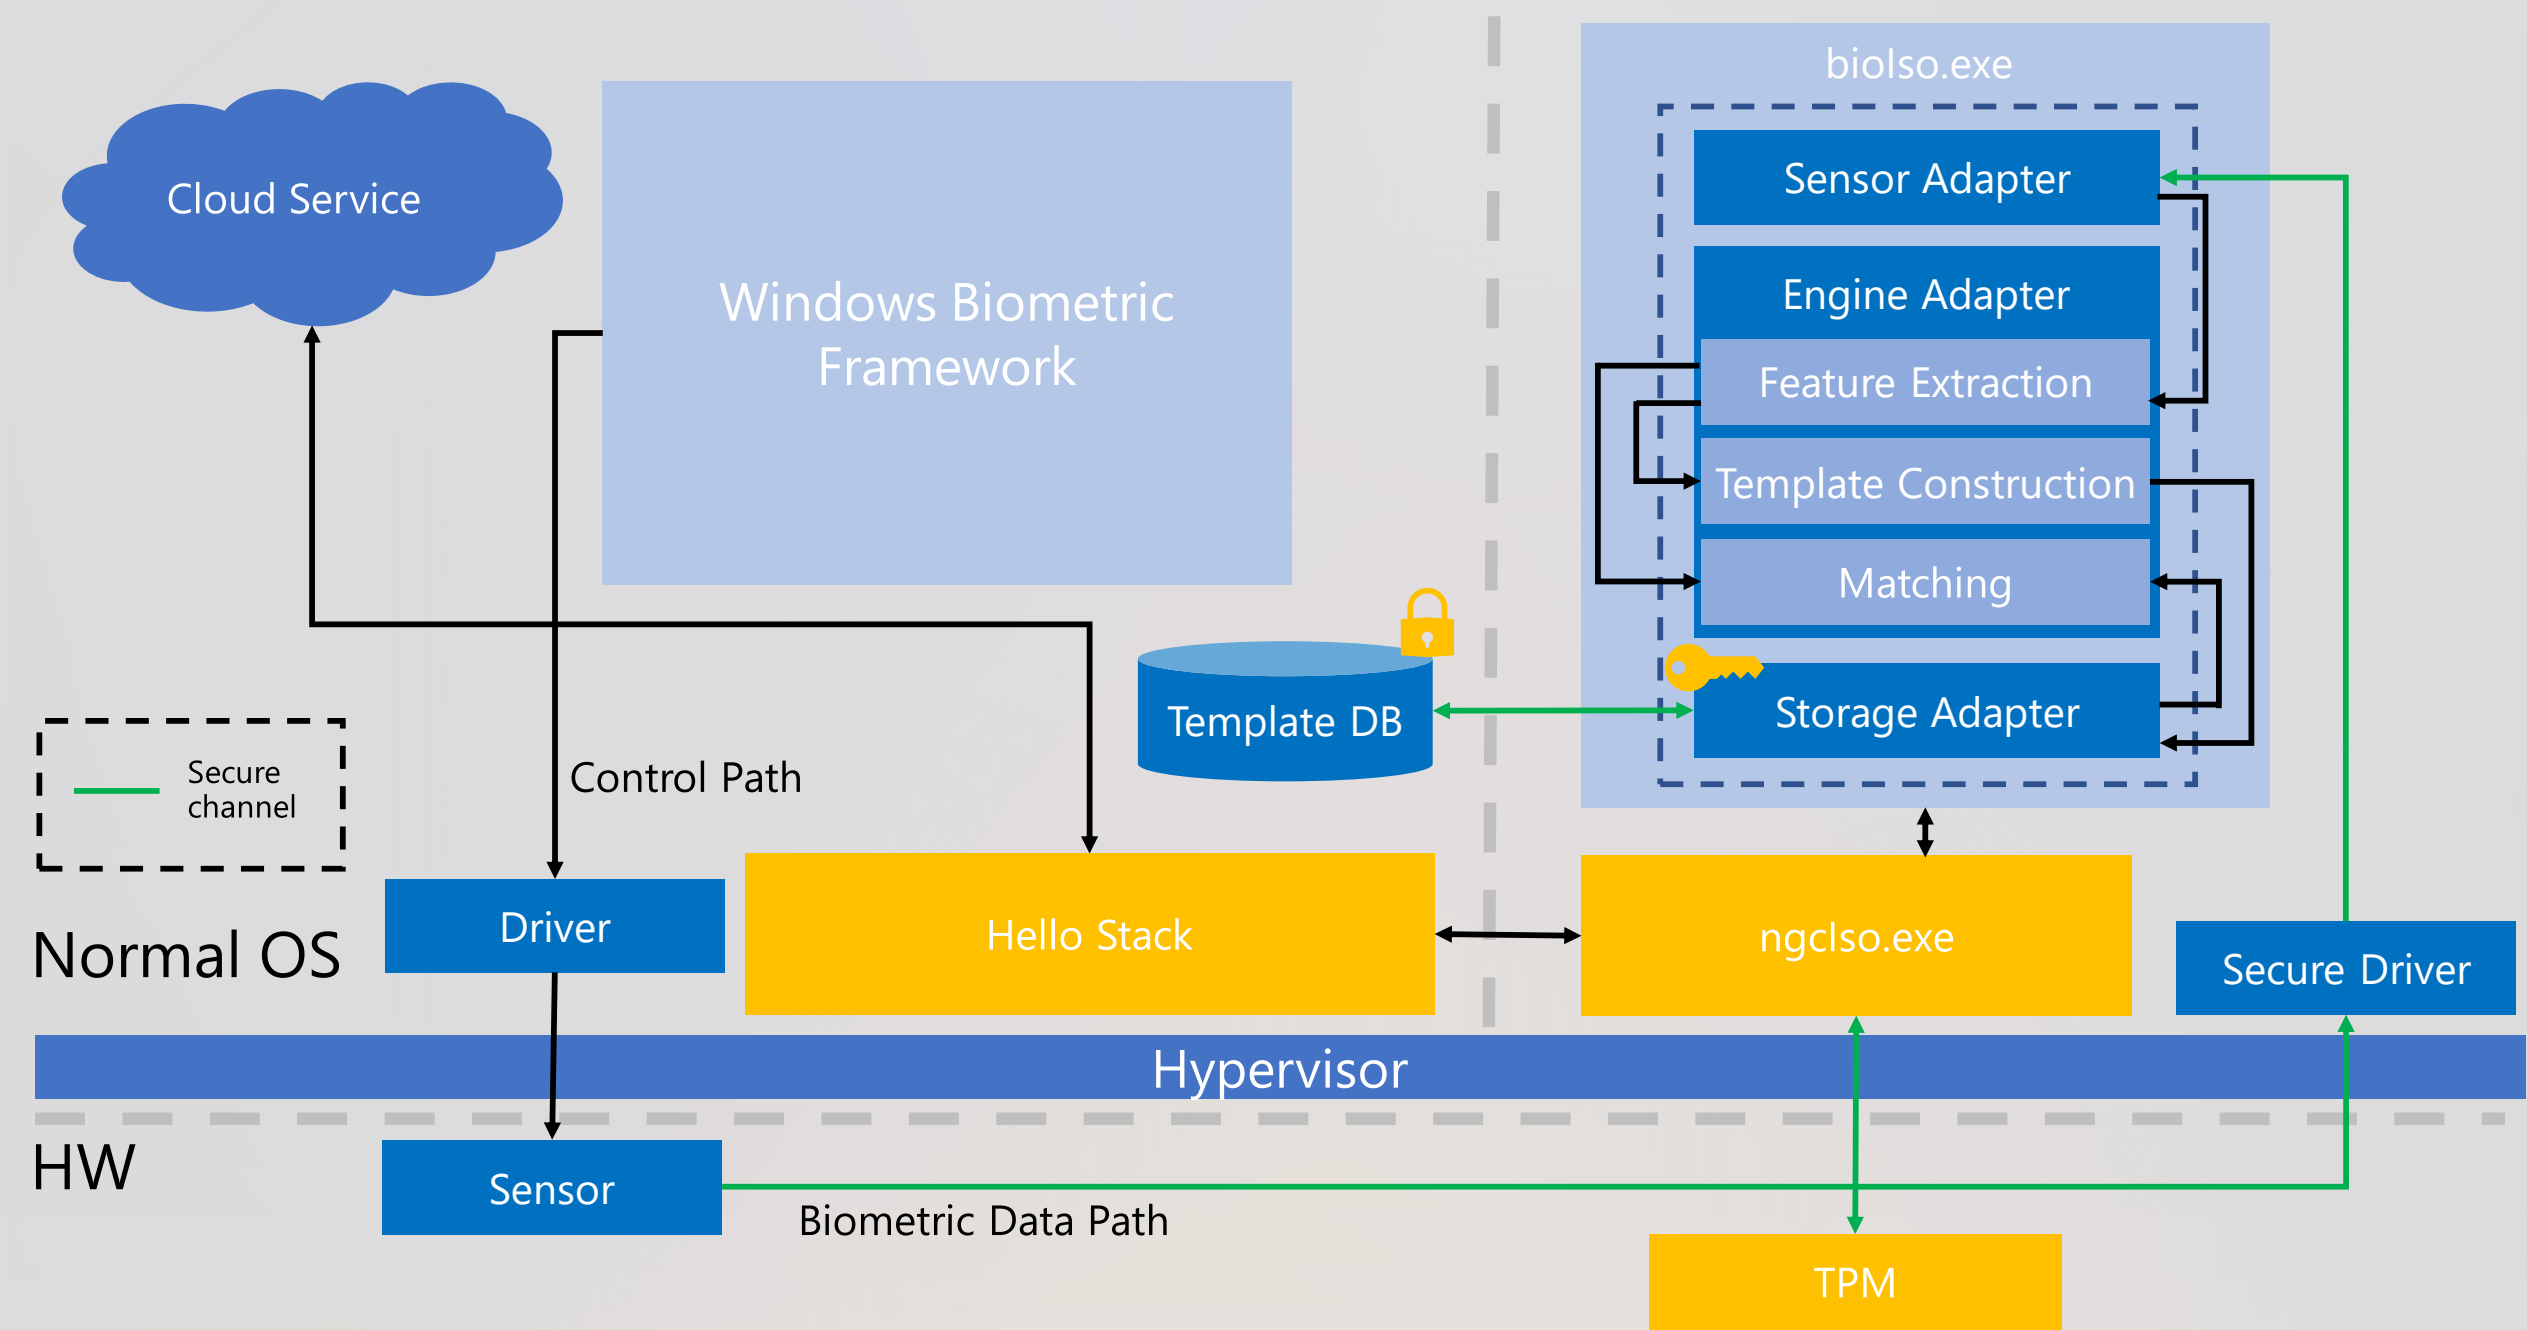 bioIso.exe
Sensor Adapter
Cloud Service
Engine Adapter
Windows Biometric
Framework
Feature Extraction
Template Construction
Matching
Storage Adapter
Template DB
Secure
channel
Control Path
Driver
Hello Stack
ngcIso.exe
Normal OS
Secure Driver
Hypervisor
HW
Sensor
Biometric Data Path
TPM